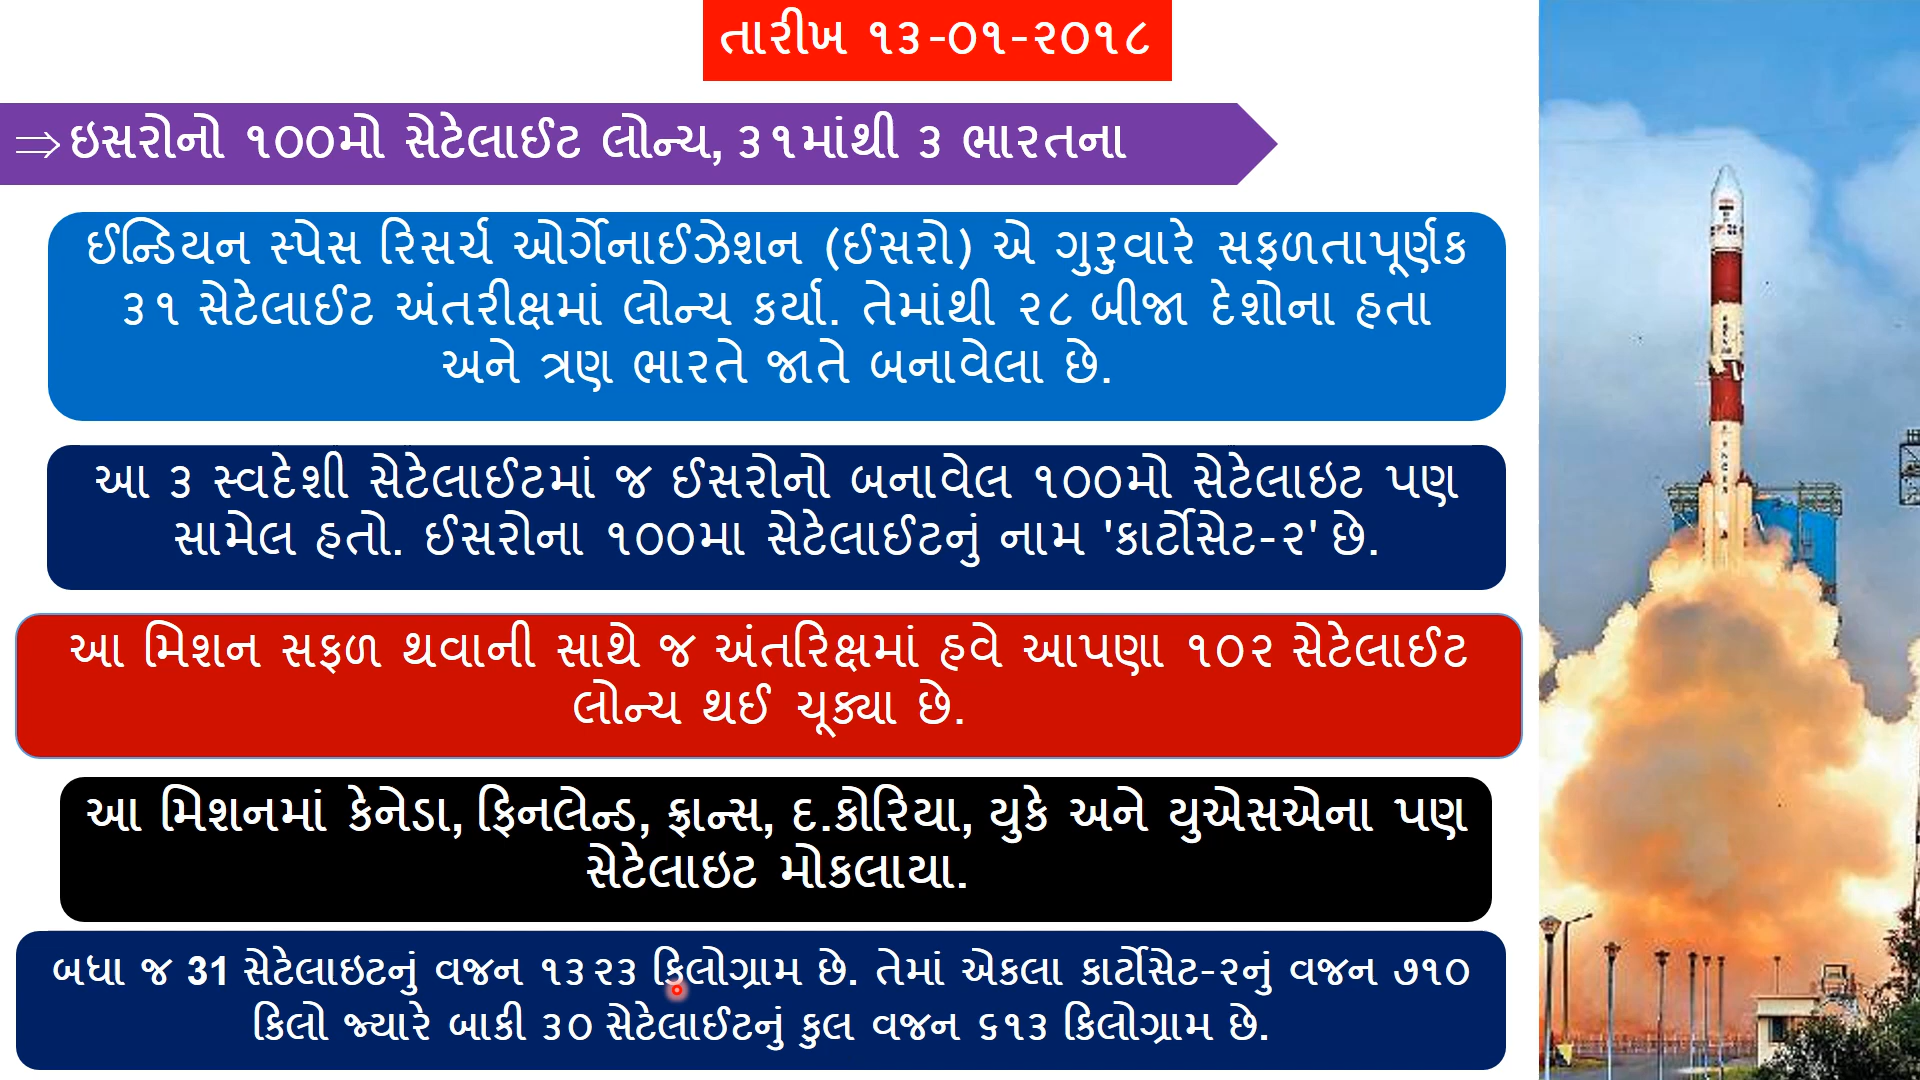 તારીખ ૧૩-૦૧-૨૦૧૮
⇒ ઇસરોનો ૧૦૦મો સેટેલાઈટ લોન્ચ, ૩૧માંથી ૩ ભારતના
ઈન્ડિયન સ્પેસ રિસર્ચ ઓર્ગેનાઈઝેશન (ઈસરો) એ ગુરુવારે સફળતાપૂર્ણક
૩૧ સેટેલાઈટ અંતરીક્ષમાં લોન્ચ કર્યા. તેમાંથી ૨૮ બીજા દેશોના હતા
અને ત્રણ ભારતે જાતે બનાવેલા છે.
આ ૩ સ્વદેશી સેટેલાઈટમાં જ ઈસરોનો બનાવેલ ૧૦૦મો સેટેલાઇટ પણ
સામેલ હતો. ઈસરોના ૧૦૦મા સેટેલાઈટનું નામ 'કાર્ટોસેટ-૨' છે.
આ મિશન સફળ થવાની સાથે જ અંતરિક્ષમાં હવે આપણા ૧૦૨ સેટેલાઈટ
લોન્ચ થઈ ચૂક્યા છે.
આ મિશનમાં કેનેડા, ફિનલેન્ડ, ફ્રાન્સ, દ.કોરિયા, યુકે અને યુએસએના પણ
સેટેલાઇટ મોકલાયા.
બધા જ 31 સેટેલાઇટનું વજન ૧૩૨૩ કિલોગ્રામ છે. તેમાં એકલા કાર્ટોસેટ-૨નું વજન ૭૧૦
કિલો જ્યારે બાકી ૩૦ સેટેલાઈટનું કુલ વજન ૬૧૩ કિલોગ્રામ છે.